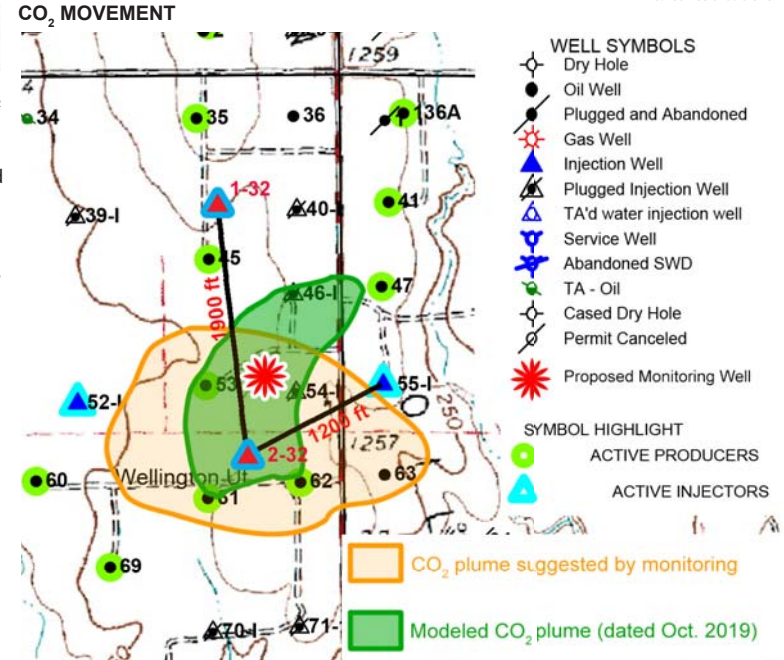 CO₂ MOVEMENT
1259
34
35
36
136A
1-32
39-I
40-I
41
45
1900 ft
46-I
47
53
54-I
55-I
52-I
1200 ft
250
1257
2-32
60
Wellington Ut
61
62
63
69
70-I
71-
WELL SYMBOLS
Dry Hole
Oil Well
Plugged and Abandoned
Gas Well
Injection Well
Plugged Injection Well
TA'd water injection well
Service Well
Abandoned SWD
TA - Oil
Cased Dry Hole
Permit Canceled
Proposed Monitoring Well
SYMBOL HIGHLIGHT
ACTIVE PRODUCERS
ACTIVE INJECTORS
CO₂ plume suggested by monitoring
Modeled CO₂ plume (dated Oct. 2019)